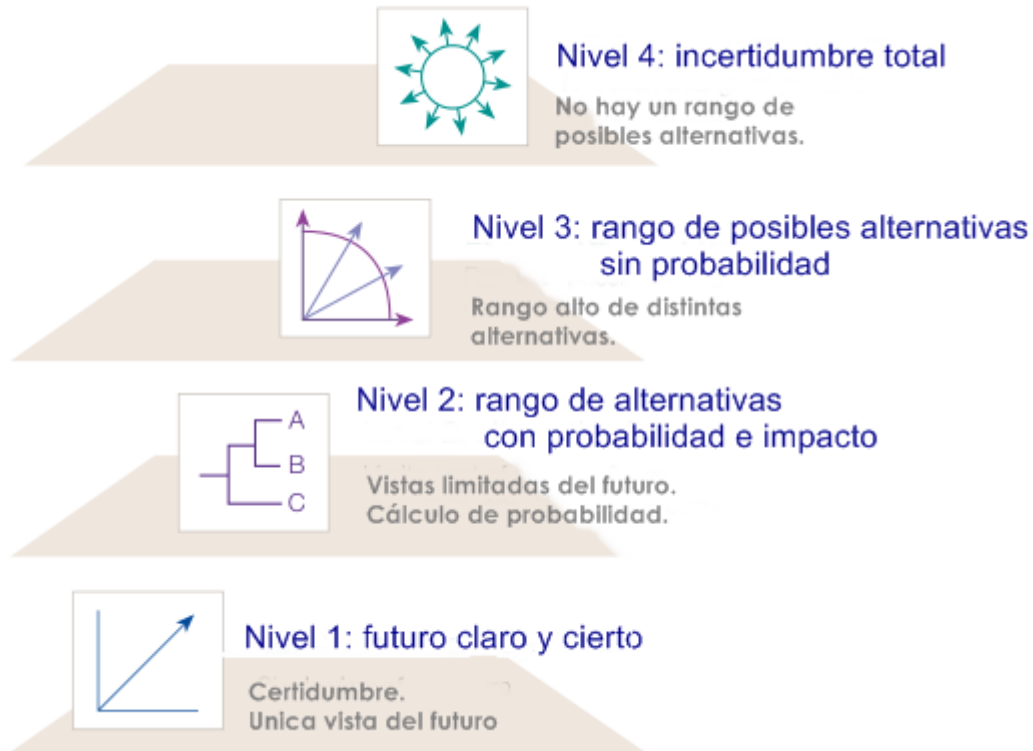 Nivel 4: incertidumbre total
No hay un rango de
posibles alternativas.
Nivel 3: rango de posibles alternativas
sin probabilidad
Rango alto de distintas
alternativas.
Nivel 2: rango de alternativas
con probabilidad e impacto
A
B
C
Vistas limitadas del futuro.
Cálculo de probabilidad.
Nivel 1: futuro claro y cierto
Certidumbre.
Unica vista del futuro